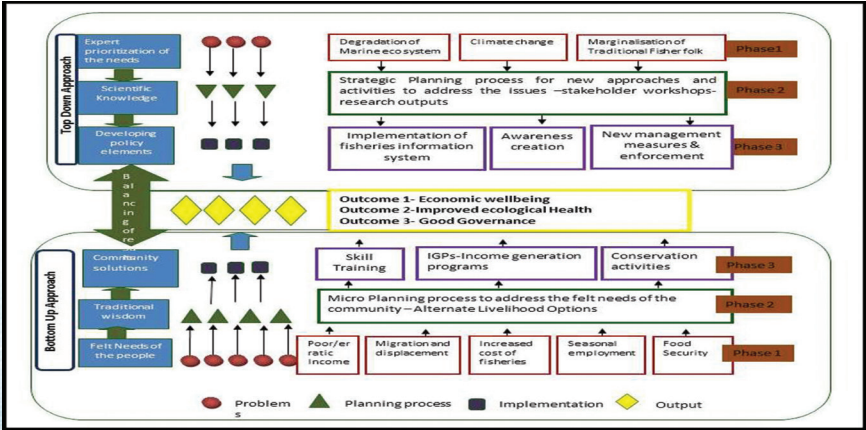 Top Down Approach
Expert
prioritization of
the needs
Scientific
Knowledge
Developing
policy
elements
Degradation of
Marine eco system
Climate change
Marginalisation of
Traditional Fisher folk
Phase1
Strategic Planning process for new approaches and
activities to address the issues –stakeholder workshops-
research outputs
Phase 2
Implementation of
fisheries information
system
Awareness
creation
New management
measures &
enforcement
Phase 3
Balancing of re
Outcome 1- Economic wellbeing
Outcome 2-Improved ecological Health
Outcome 3- Good Governance
Bottom Up Approach
Community
solutions
Traditional
wisdom
Felt Needs of
the people
Skill
Training
IGPs-Income generation
programs
Conservation
activities
Phase 3
Micro Planning process to address the felt needs of the
community –Alternate Livelihood Options
Phase 2
Poor/er
ratic
Income
Migration and
displacement
Increased
cost of
fisheries
Seasonal
employment
Food
Security
Phase 1
Problem
s
Planning process
Implementation
Output